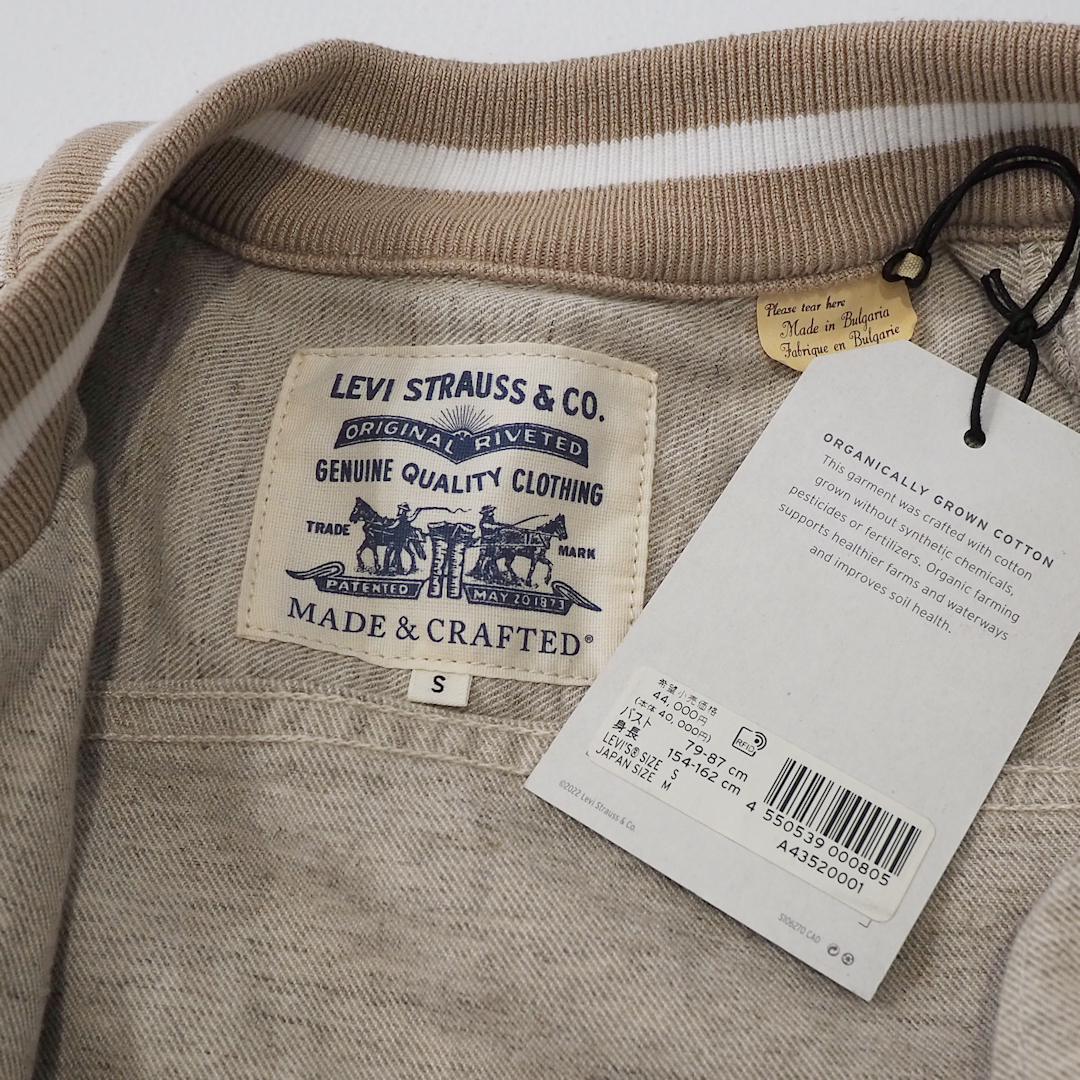 LEVI STRAUSS & CO.
ORIGINAL RIVETED
GENUINE QUALITY CLOTHING
TRADE MARK
PATENTED MAY 20 1873
MADE & CRAFTED®
S
Please tear here
Made in Bulgaria
Fabrique en Bulgarie
ORGANICALLY GROWN COTTON
This garment was crafted with cotton
grown without synthetic chemicals,
pesticides or fertilizers. Organic farming
supports healthier farms and waterways
and improves soil health.
希望小売価格
44,000円
(本体 40,000円)
バスト 79-87 cm
身長 154-162 cm
LEVI'S® SIZE S
JAPAN SIZE M
RFID
4 550539 000805
A43520001
©2022 Levi Strauss & Co.
S106270 CAD